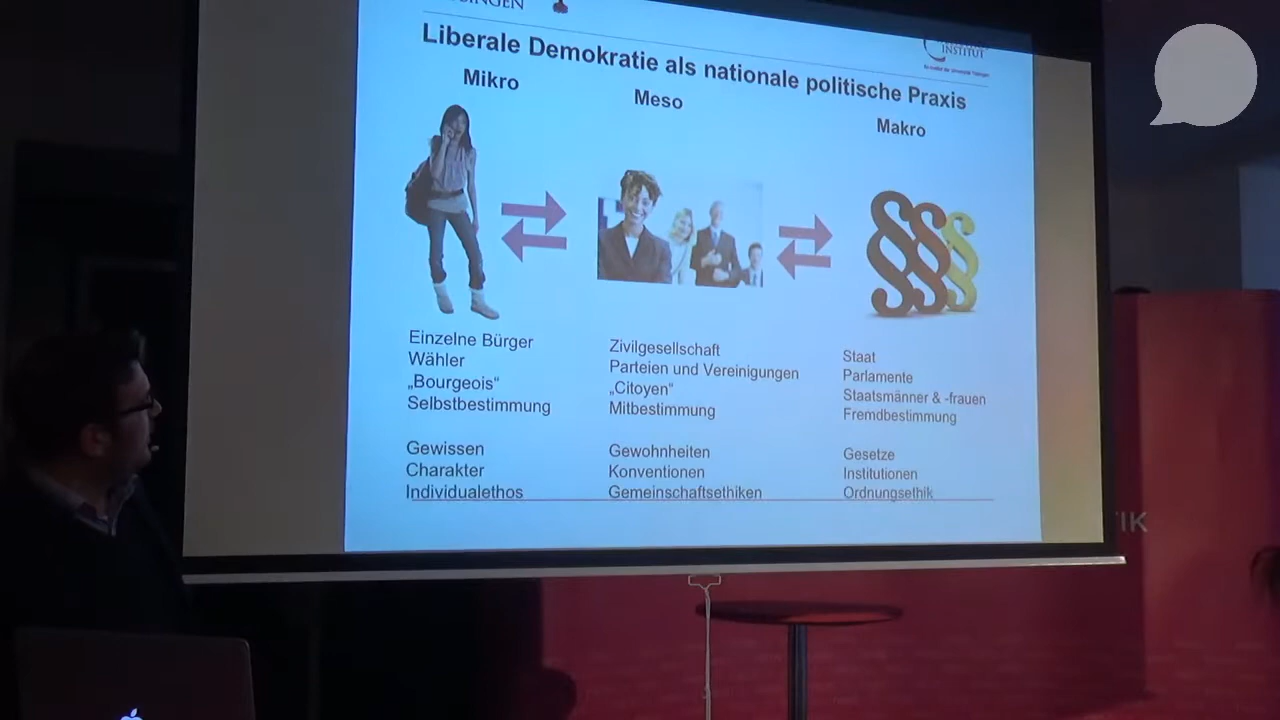 INSTITUT
Liberale Demokratie als nationale politische Praxis
Mikro
Meso
Makro
Einzelne Bürger
Wähler
„Bourgeois“
Selbstbestimmung
Gewissen
Charakter
Individualethos
Zivilgesellschaft
Parteien und Vereinigungen
„Citoyen“
Mitbestimmung
Gewohnheiten
Konventionen
Gemeinschaftsethiken
Staat
Parlamente
Staatsmänner & -frauen
Fremdbestimmung
Gesetze
Institutionen
Ordnungsethik
TIK